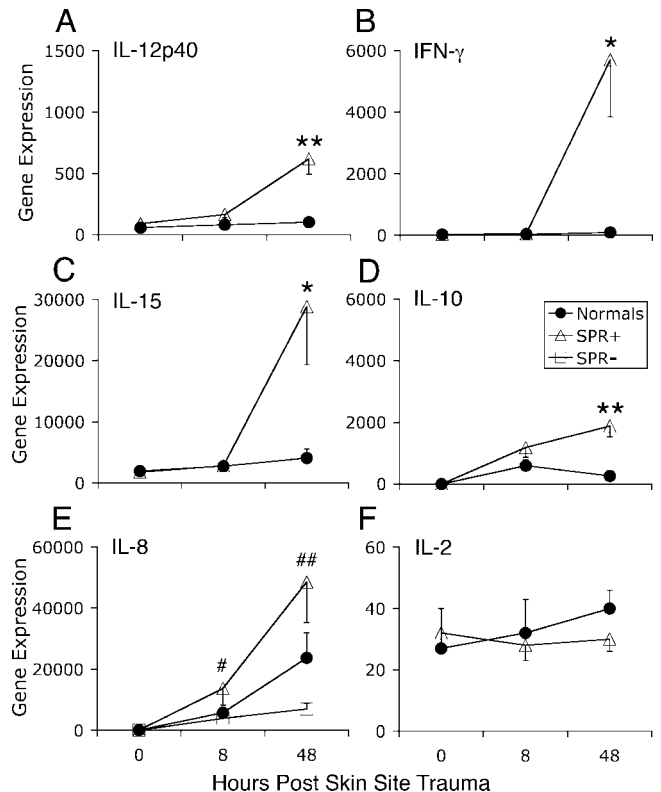 A
IL-12p40
1500
1000
500
0
Gene Expression
**
B
IFN-γ
6000
4000
2000
0
*
C
IL-15
30000
20000
10000
0
Gene Expression
*
D
IL-10
6000
4000
2000
0
**
Normals
SPR+
SPR-
E
IL-8
60000
40000
20000
0
Gene Expression
#
##
0 8 48
F
IL-2
60
40
20
0
0 8 48
Hours Post Skin Site Trauma